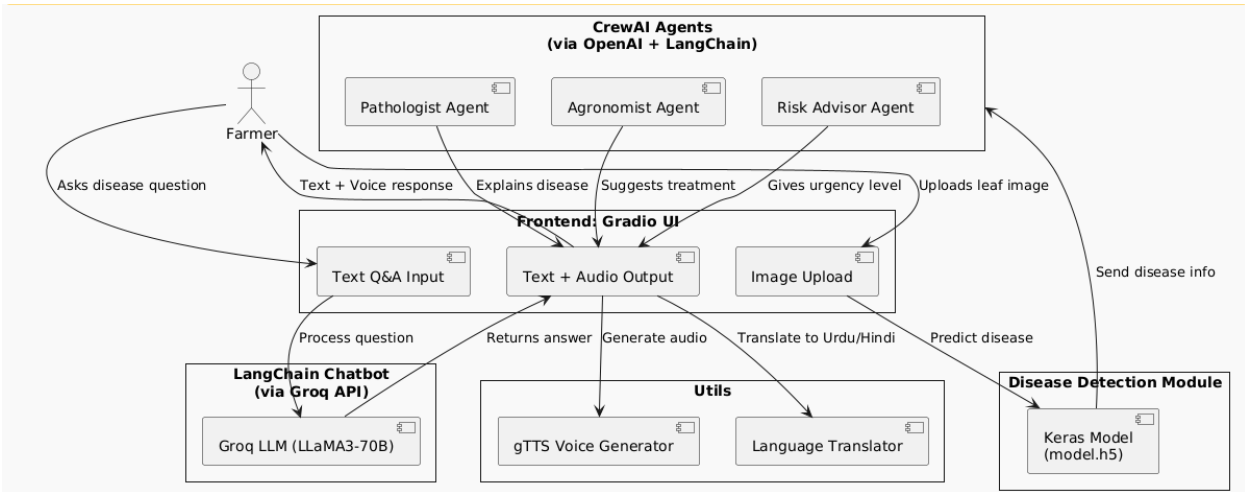 CrewAI Agents
(via OpenAI + LangChain)
Pathologist Agent
Agronomist Agent
Risk Advisor Agent
Farmer
Asks disease question
Text + Voice response
Explains disease
Suggests treatment
Gives urgency level
Uploads leaf image
Frontend: Gradio UI
Text Q&A Input
Text + Audio Output
Image Upload
Send disease info
Process question
Returns answer
Generate audio
Translate to Urdu/Hindi
Predict disease
LangChain Chatbot
(via Groq API)
Groq LLM (LLaMA3-70B)
Utils
gTTS Voice Generator
Language Translator
Disease Detection Module
Keras Model
(model.h5)